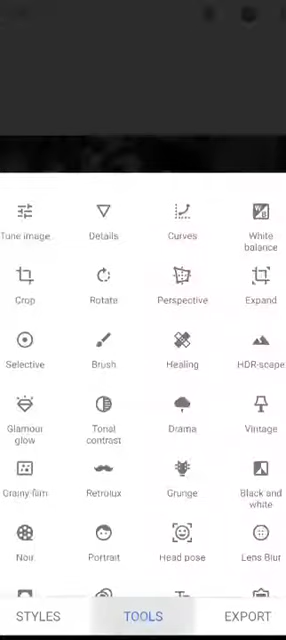 Tune image
Details
Curves
White
balance
Crop
Rotate
Perspective
Expand
Selective
Brush
Healing
HDR-scape
Glamour
glow
Tonal
contrast
Drama
Vintage
Grainy film
Retrolux
Grunge
Black and
white
Noir
Portrait
Head pose
Lens Blur
STYLES
TOOLS
EXPORT